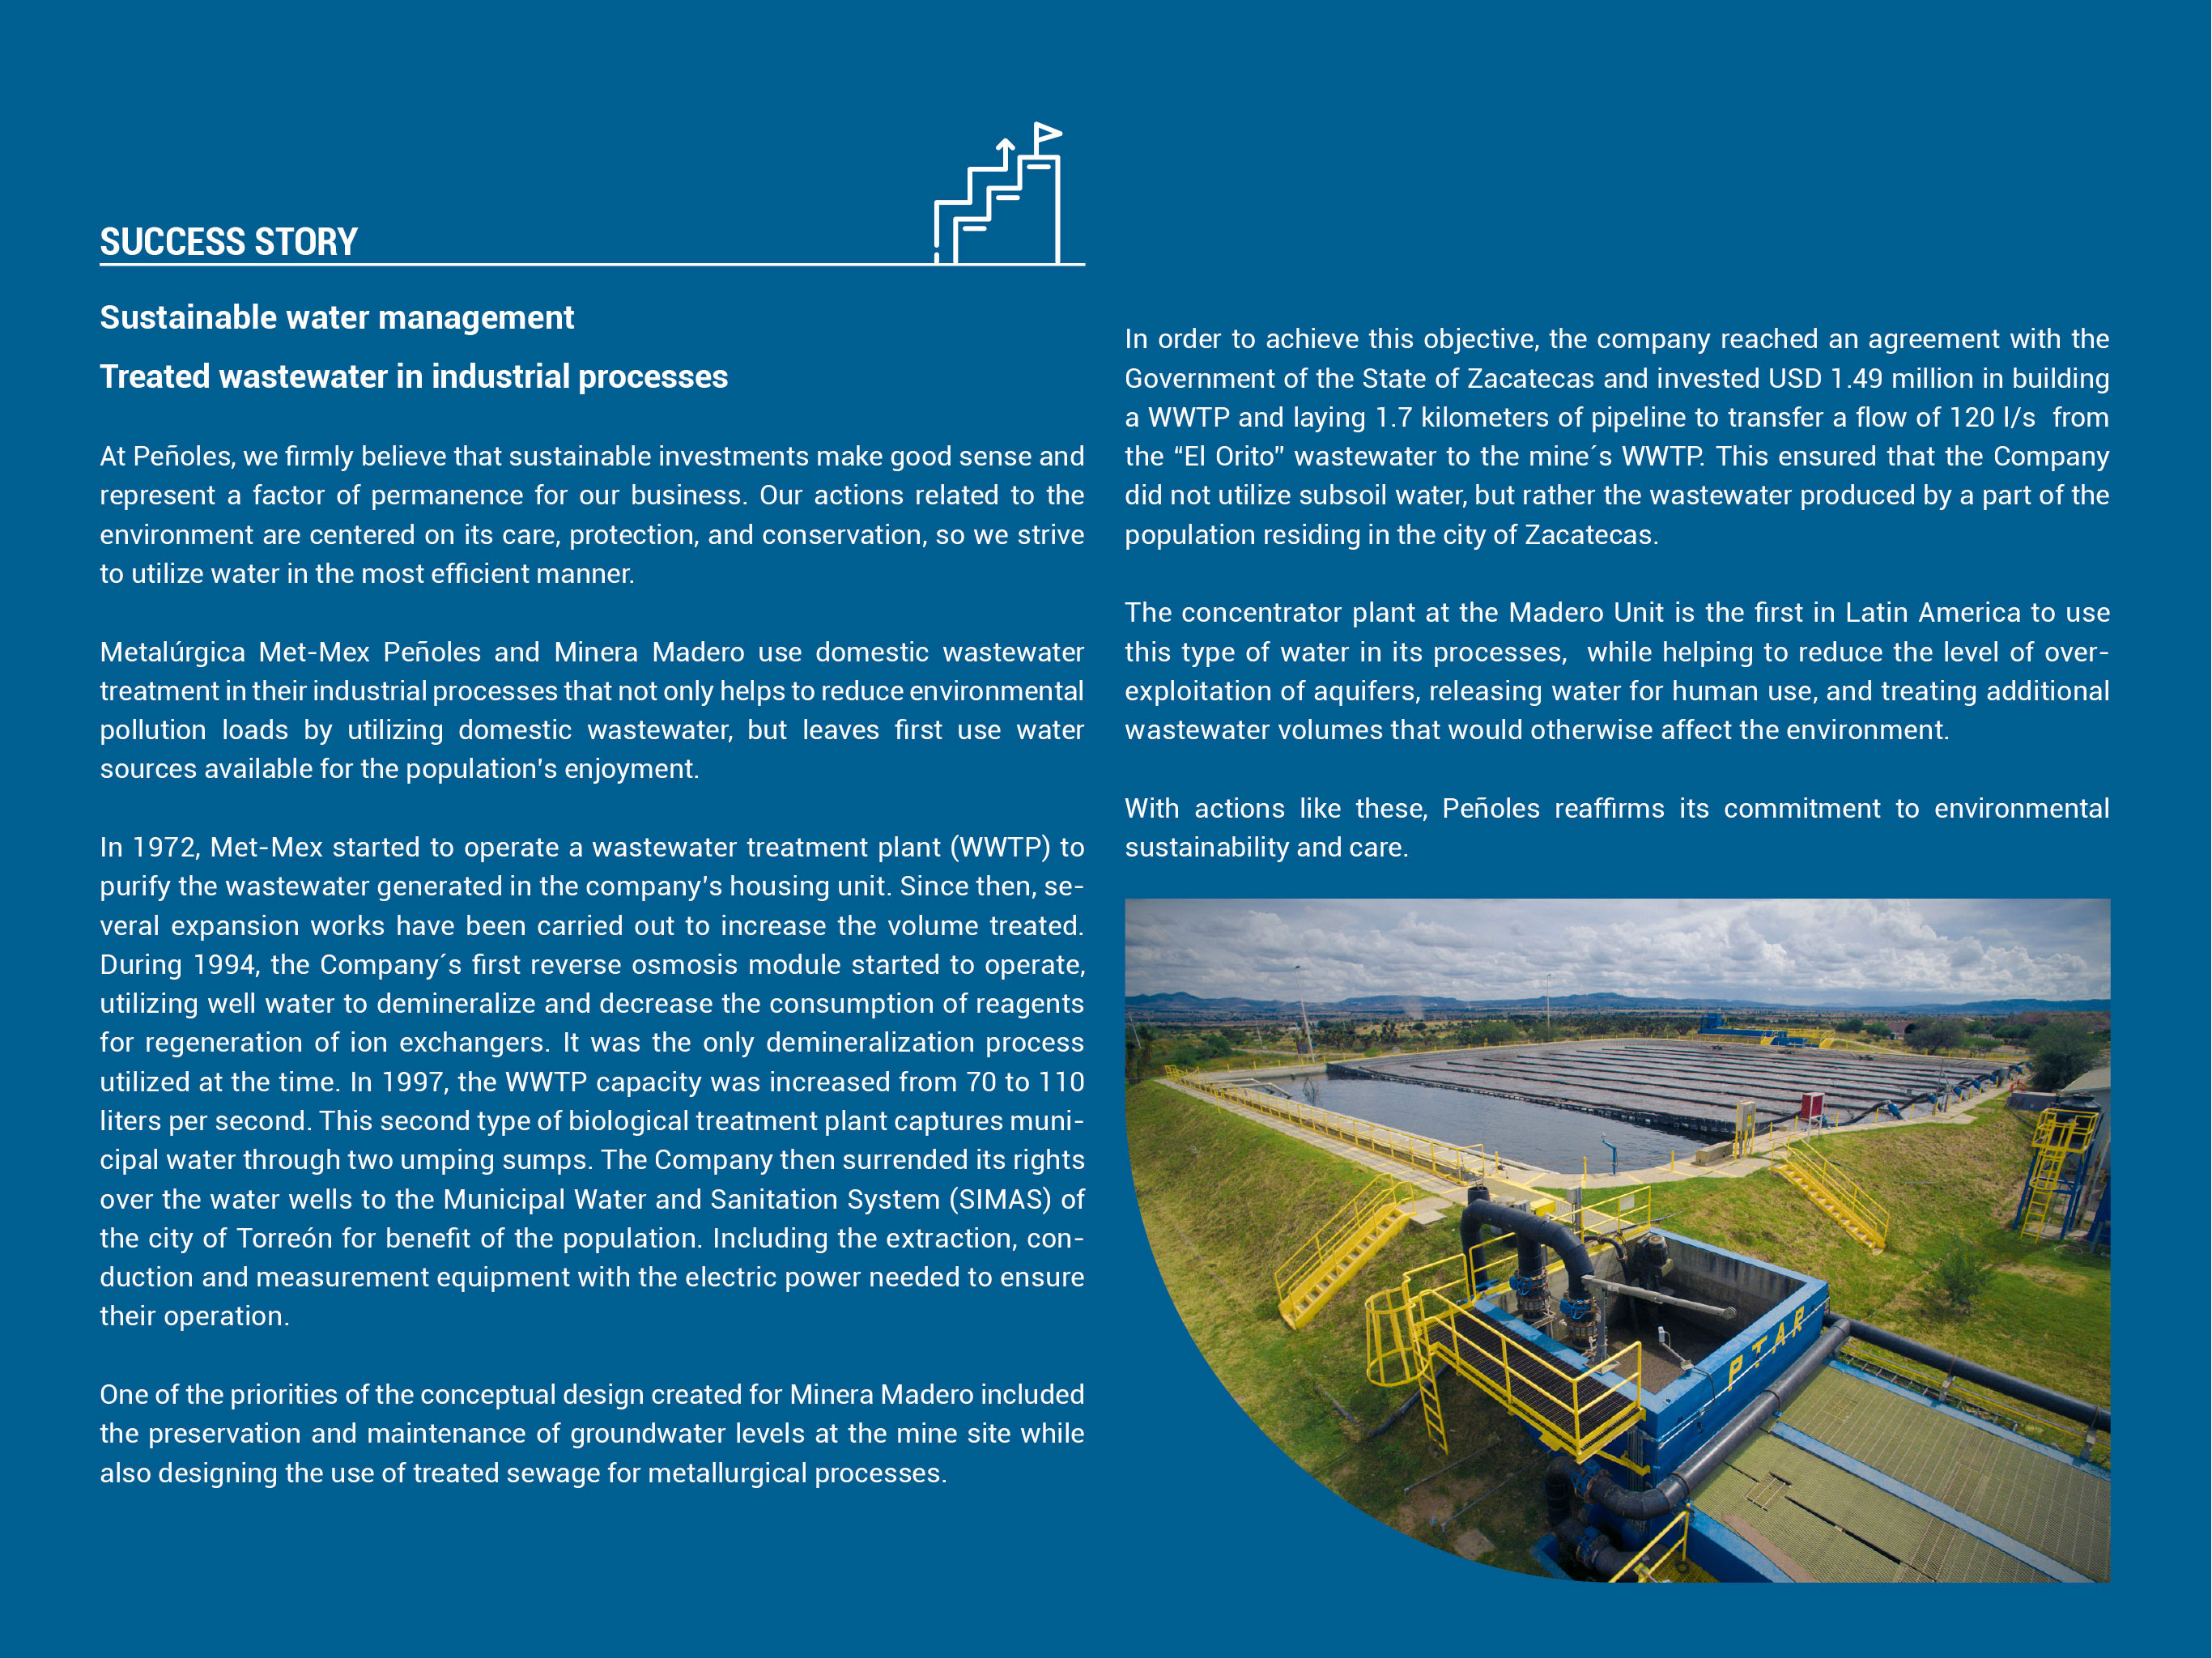 SUCCESS STORY
Sustainable water management
Treated wastewater in industrial processes
At Peñoles, we firmly believe that sustainable investments make good sense and
represent a factor of permanence for our business. Our actions related to the
environment are centered on its care, protection, and conservation, so we strive
to utilize water in the most efficient manner.
Metalúrgica Met-Mex Peñoles and Minera Madero use domestic wastewater
treatment in their industrial processes that not only helps to reduce environmental
pollution loads by utilizing domestic wastewater, but leaves first use water
sources available for the population's enjoyment.
In 1972, Met-Mex started to operate a wastewater treatment plant (WWTP) to
purify the wastewater generated in the company's housing unit. Since then, se-
veral expansion works have been carried out to increase the volume treated.
During 1994, the Company´s first reverse osmosis module started to operate,
utilizing well water to demineralize and decrease the consumption of reagents
for regeneration of ion exchangers. It was the only demineralization process
utilized at the time. In 1997, the WWTP capacity was increased from 70 to 110
liters per second. This second type of biological treatment plant captures muni-
cipal water through two umping sumps. The Company then surrended its rights
over the water wells to the Municipal Water and Sanitation System (SIMAS) of
the city of Torreón for benefit of the population. Including the extraction, con-
duction and measurement equipment with the electric power needed to ensure
their operation.
One of the priorities of the conceptual design created for Minera Madero included
the preservation and maintenance of groundwater levels at the mine site while
also designing the use of treated sewage for metallurgical processes.
In order to achieve this objective, the company reached an agreement with the
Government of the State of Zacatecas and invested USD 1.49 million in building
a WWTP and laying 1.7 kilometers of pipeline to transfer a flow of 120 l/s  from
the “El Orito” wastewater to the mine´s WWTP. This ensured that the Company
did not utilize subsoil water, but rather the wastewater produced by a part of the
population residing in the city of Zacatecas.
The concentrator plant at the Madero Unit is the first in Latin America to use
this type of water in its processes,  while helping to reduce the level of over-
exploitation of aquifers, releasing water for human use, and treating additional
wastewater volumes that would otherwise affect the environment.
With actions like these, Peñoles reaffirms its commitment to environmental
sustainability and care.
PTAR